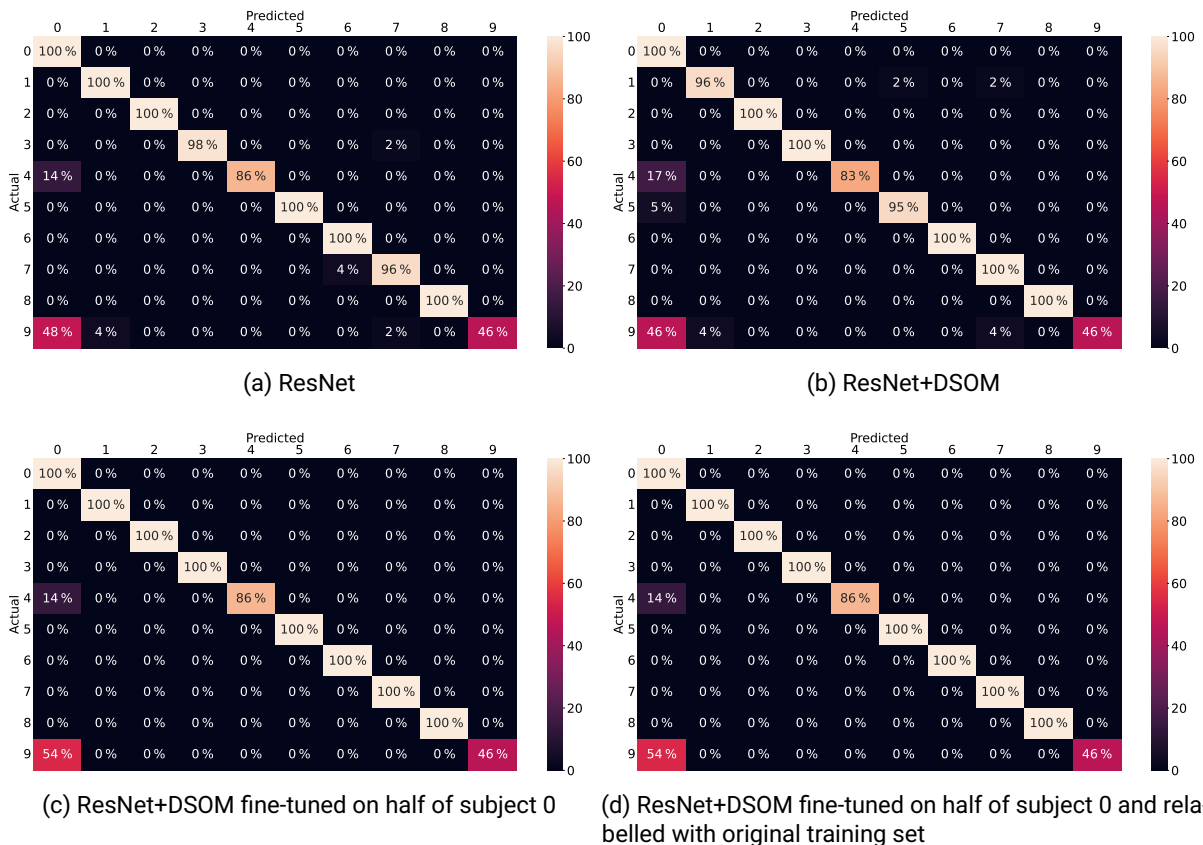 Predicted
0 1 2 3 4 5 6 7 8 9
Actual
0 100 % 0 % 0 % 0 % 0 % 0 % 0 % 0 % 0 % 0 %
1 0 % 100 % 0 % 0 % 0 % 0 % 0 % 0 % 0 % 0 %
2 0 % 0 % 100 % 0 % 0 % 0 % 0 % 0 % 0 % 0 %
3 0 % 0 % 0 % 98 % 0 % 0 % 0 % 2 % 0 % 0 %
4 14 % 0 % 0 % 0 % 86 % 0 % 0 % 0 % 0 % 0 %
5 0 % 0 % 0 % 0 % 0 % 100 % 0 % 0 % 0 % 0 %
6 0 % 0 % 0 % 0 % 0 % 0 % 100 % 0 % 0 % 0 %
7 0 % 0 % 0 % 0 % 0 % 0 % 4 % 96 % 0 % 0 %
8 0 % 0 % 0 % 0 % 0 % 0 % 0 % 0 % 100 % 0 %
9 48 % 4 % 0 % 0 % 0 % 0 % 0 % 2 % 0 % 46 %
100
80
60
40
20
0
(a) ResNet
Predicted
0 1 2 3 4 5 6 7 8 9
Actual
0 100 % 0 % 0 % 0 % 0 % 0 % 0 % 0 % 0 % 0 %
1 0 % 96 % 0 % 0 % 0 % 2 % 0 % 2 % 0 % 0 %
2 0 % 0 % 100 % 0 % 0 % 0 % 0 % 0 % 0 % 0 %
3 0 % 0 % 0 % 100 % 0 % 0 % 0 % 0 % 0 % 0 %
4 17 % 0 % 0 % 0 % 83 % 0 % 0 % 0 % 0 % 0 %
5 5 % 0 % 0 % 0 % 0 % 95 % 0 % 0 % 0 % 0 %
6 0 % 0 % 0 % 0 % 0 % 0 % 100 % 0 % 0 % 0 %
7 0 % 0 % 0 % 0 % 0 % 0 % 0 % 100 % 0 % 0 %
8 0 % 0 % 0 % 0 % 0 % 0 % 0 % 0 % 100 % 0 %
9 46 % 4 % 0 % 0 % 0 % 0 % 0 % 4 % 0 % 46 %
100
80
60
40
20
0
(b) ResNet+DSOM
Predicted
0 1 2 3 4 5 6 7 8 9
Actual
0 100 % 0 % 0 % 0 % 0 % 0 % 0 % 0 % 0 % 0 %
1 0 % 100 % 0 % 0 % 0 % 0 % 0 % 0 % 0 % 0 %
2 0 % 0 % 100 % 0 % 0 % 0 % 0 % 0 % 0 % 0 %
3 0 % 0 % 0 % 100 % 0 % 0 % 0 % 0 % 0 % 0 %
4 14 % 0 % 0 % 0 % 86 % 0 % 0 % 0 % 0 % 0 %
5 0 % 0 % 0 % 0 % 0 % 100 % 0 % 0 % 0 % 0 %
6 0 % 0 % 0 % 0 % 0 % 0 % 100 % 0 % 0 % 0 %
7 0 % 0 % 0 % 0 % 0 % 0 % 0 % 100 % 0 % 0 %
8 0 % 0 % 0 % 0 % 0 % 0 % 0 % 0 % 100 % 0 %
9 54 % 0 % 0 % 0 % 0 % 0 % 0 % 0 % 0 % 46 %
100
80
60
40
20
0
(c) ResNet+DSOM fine-tuned on half of subject 0
Predicted
0 1 2 3 4 5 6 7 8 9
Actual
0 100 % 0 % 0 % 0 % 0 % 0 % 0 % 0 % 0 % 0 %
1 0 % 100 % 0 % 0 % 0 % 0 % 0 % 0 % 0 % 0 %
2 0 % 0 % 100 % 0 % 0 % 0 % 0 % 0 % 0 % 0 %
3 0 % 0 % 0 % 100 % 0 % 0 % 0 % 0 % 0 % 0 %
4 14 % 0 % 0 % 0 % 86 % 0 % 0 % 0 % 0 % 0 %
5 0 % 0 % 0 % 0 % 0 % 100 % 0 % 0 % 0 % 0 %
6 0 % 0 % 0 % 0 % 0 % 0 % 100 % 0 % 0 % 0 %
7 0 % 0 % 0 % 0 % 0 % 0 % 0 % 100 % 0 % 0 %
8 0 % 0 % 0 % 0 % 0 % 0 % 0 % 0 % 100 % 0 %
9 54 % 0 % 0 % 0 % 0 % 0 % 0 % 0 % 0 % 46 %
100
80
60
40
20
0
(d) ResNet+DSOM fine-tuned on half of subject 0 and rela
belled with original training set